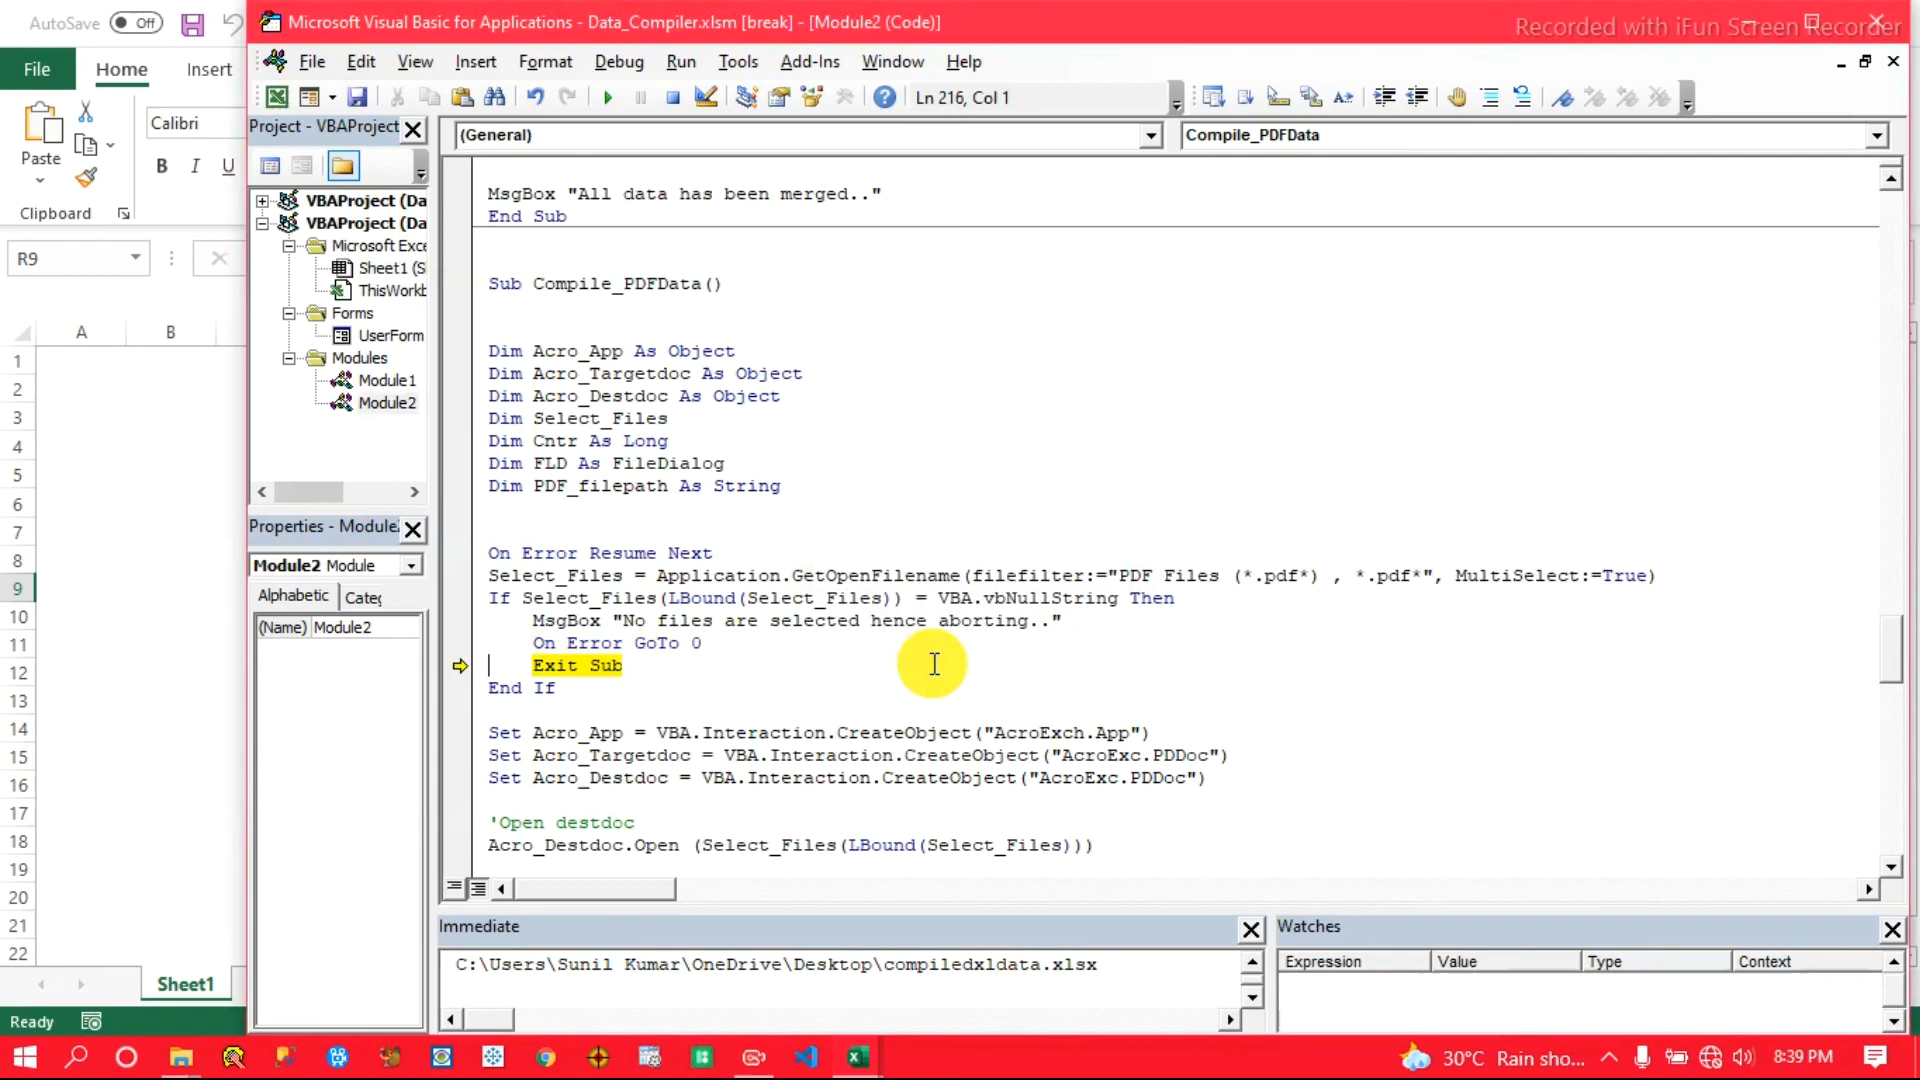 AutoSave Off
Microsoft Visual Basic for Applications - Data_Compiler.xlsm [break] - [Module2 (Code)]
Recorded with iFun Screen Recorder
File Home Insert
File Edit View Insert Format Debug Run Tools Add-Ins Window Help
Ln 216, Col 1
Calibri
Paste
B I U
Clipboard
R9
A B
1
2
3
4
5
6
7
8
9
10
11
12
13
14
15
16
17
18
19
20
21
22
Sheet1
Ready
Project - VBAProject
VBAProject (Da
VBAProject (Da
Microsoft Exce
Sheet1 (S
ThisWorkb
Forms
UserForm
Modules
Module1
Module2
Properties - Module
Module2 Module
Alphabetic Categ
(Name) Module2
(General) Compile_PDFData
MsgBox "All data has been merged.."
End Sub
Sub Compile_PDFData()
Dim Acro_App As Object
Dim Acro_Targetdoc As Object
Dim Acro_Destdoc As Object
Dim Select_Files
Dim Cntr As Long
Dim FLD As FileDialog
Dim PDF_filepath As String
On Error Resume Next
Select_Files = Application.GetOpenFilename(filefilter:="PDF Files (*.pdf*) , *.pdf*", MultiSelect:=True)
If Select_Files(LBound(Select_Files)) = VBA.vbNullString Then
MsgBox "No files are selected hence aborting.."
On Error GoTo 0
Exit Sub
End If
Set Acro_App = VBA.Interaction.CreateObject("AcroExch.App")
Set Acro_Targetdoc = VBA.Interaction.CreateObject("AcroExc.PDDoc")
Set Acro_Destdoc = VBA.Interaction.CreateObject("AcroExc.PDDoc")
'Open destdoc
Acro_Destdoc.Open (Select_Files(LBound(Select_Files)))
Immediate
C:\Users\Sunil Kumar\OneDrive\Desktop\compiledxldata.xlsx
Watches
Expression Value Type Context
30°C Rain sho... 8:39 PM